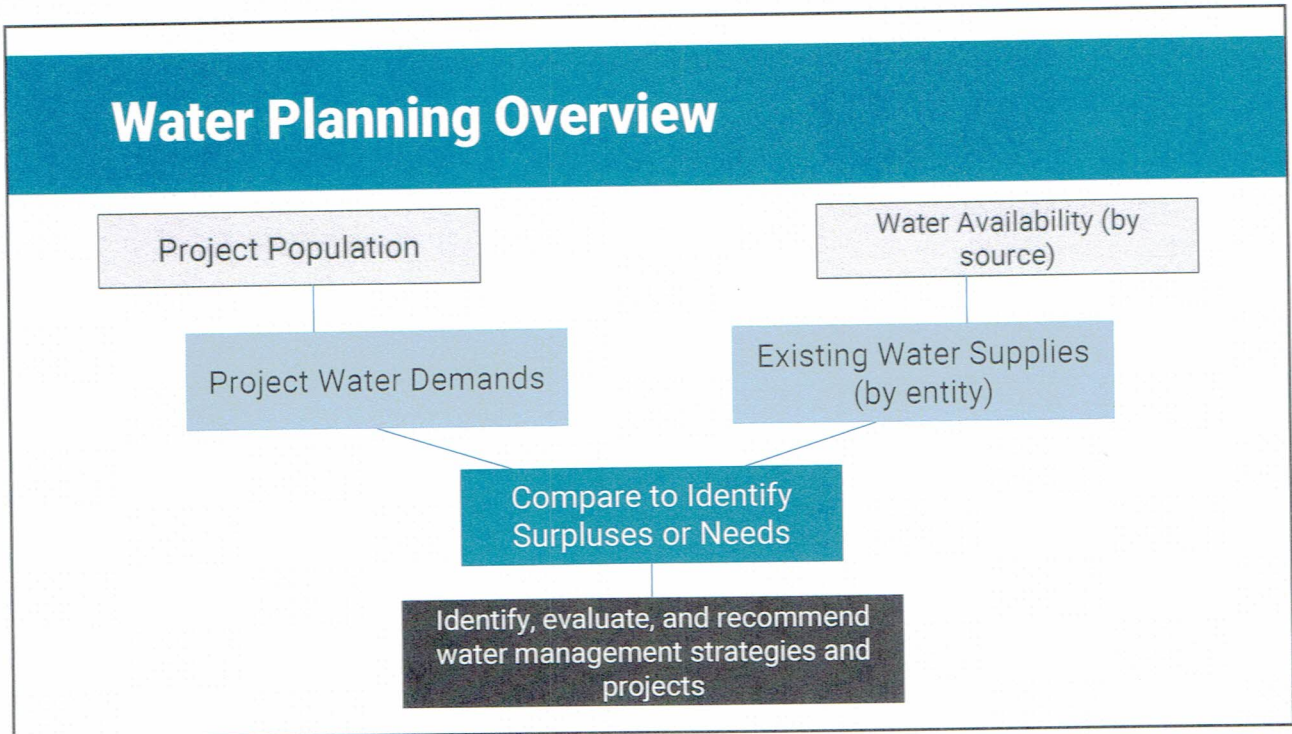 Water Planning Overview
Project Population
Water Availability (by
source)
Project Water Demands
Existing Water Supplies
(by entity)
Compare to Identify
Surpluses or Needs
Identify, evaluate, and recommend
water management strategies and
projects